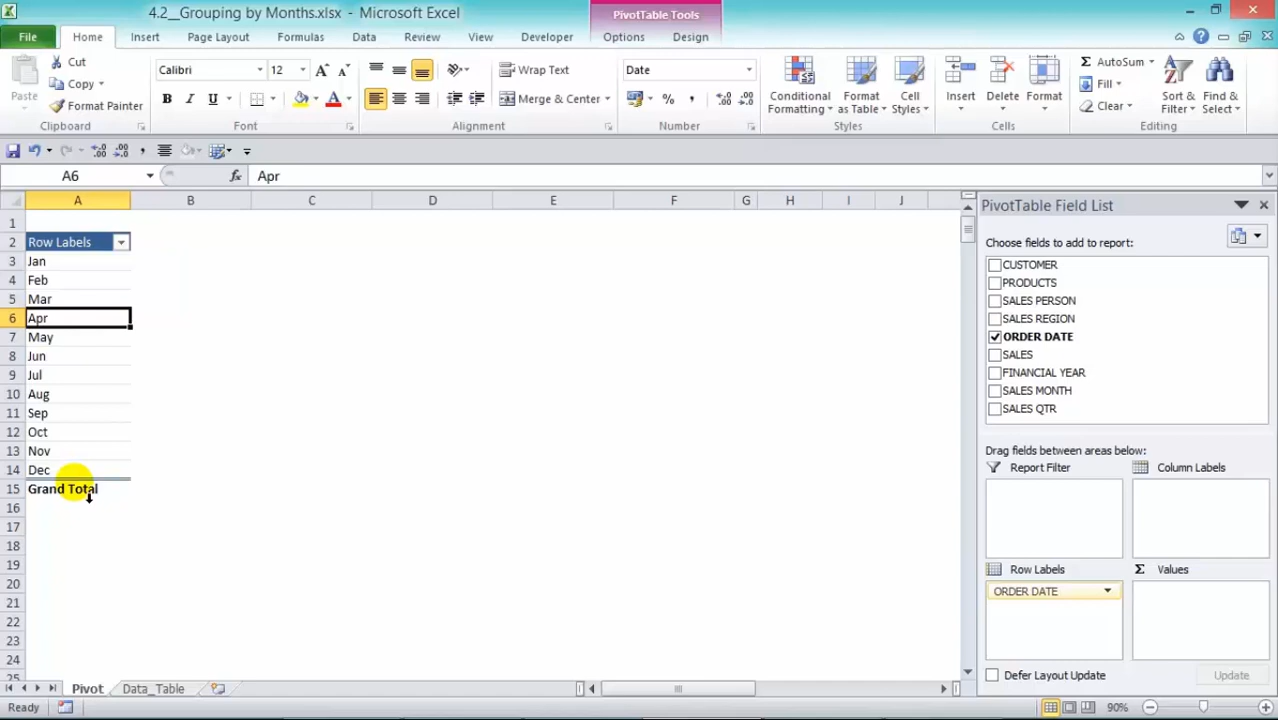 4.2__Grouping by Months.xlsx - Microsoft Excel
PivotTable Tools
File Home Insert Page Layout Formulas Data Review View Developer Options Design
Paste
Cut
Copy
Format Painter
Clipboard
Calibri 12
B I U A
Font
Wrap Text
Merge & Center
Alignment
Date
% ,
Number
Conditional Formatting
Format as Table
Cell Styles
Styles
Insert
Delete
Format
Cells
AutoSum
Fill
Clear
Sort & Filter
Find & Select
Editing
A6 fx Apr
A B C D E F G H I J
1
2 Row Labels
3 Jan
4 Feb
5 Mar
6 Apr
7 May
8 Jun
9 Jul
10 Aug
11 Sep
12 Oct
13 Nov
14 Dec
15 Grand Total
16
17
18
19
20
21
22
23
24
25
PivotTable Field List
Choose fields to add to report:
CUSTOMER
PRODUCTS
SALES PERSON
SALES REGION
ORDER DATE
SALES
FINANCIAL YEAR
SALES MONTH
SALES QTR
Drag fields between areas below:
Report Filter
Column Labels
Row Labels
Σ Values
ORDER DATE
Defer Layout Update
Update
Pivot Data_Table
Ready
90%